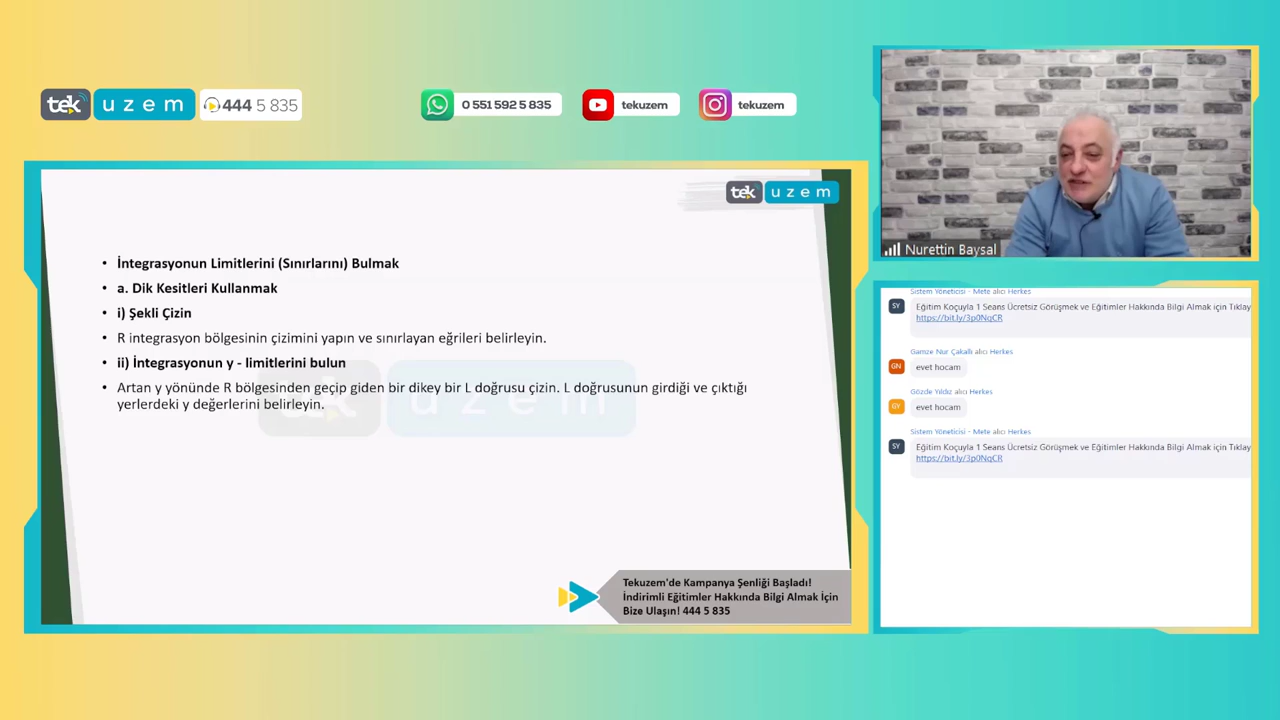 tek uzem 444 5 835
0 551 592 5 835
tekuzem
tekuzem
tek uzem
• İntegrasyonun Limitlerini (Sınırlarını) Bulmak
• a. Dik Kesitleri Kullanmak
• i) Şekli Çizin
• R integrasyon bölgesinin çizimini yapın ve sınırlayan eğrileri belirleyin.
• ii) İntegrasyonun y - limitlerini bulun
• Artan y yönünde R bölgesinden geçip giden bir dikey bir L doğrusu çizin. L doğrusunun girdiği ve çıktığı
yerlerdeki y değerlerini belirleyin.
tek uzem
Tekuzem'de Kampanya Şenliği Başladı!
İndirimli Eğitimler Hakkında Bilgi Almak İçin
Bize Ulaşın! 444 5 835
Nurettin Baysal
Sistem Yöneticisi - Mete alıcı Herkes
SY
Eğitim Koçuyla 1 Seans Ücretsiz Görüşmek ve Eğitimler Hakkında Bilgi Almak için Tıklay
https://bit.ly/3p0NqCR
Gamze Nur Çakallı alıcı Herkes
GN
evet hocam
Gözde Yıldız alıcı Herkes
GY
evet hocam
Sistem Yöneticisi - Mete alıcı Herkes
SY
Eğitim Koçuyla 1 Seans Ücretsiz Görüşmek ve Eğitimler Hakkında Bilgi Almak için Tıklay
https://bit.ly/3p0NqCR